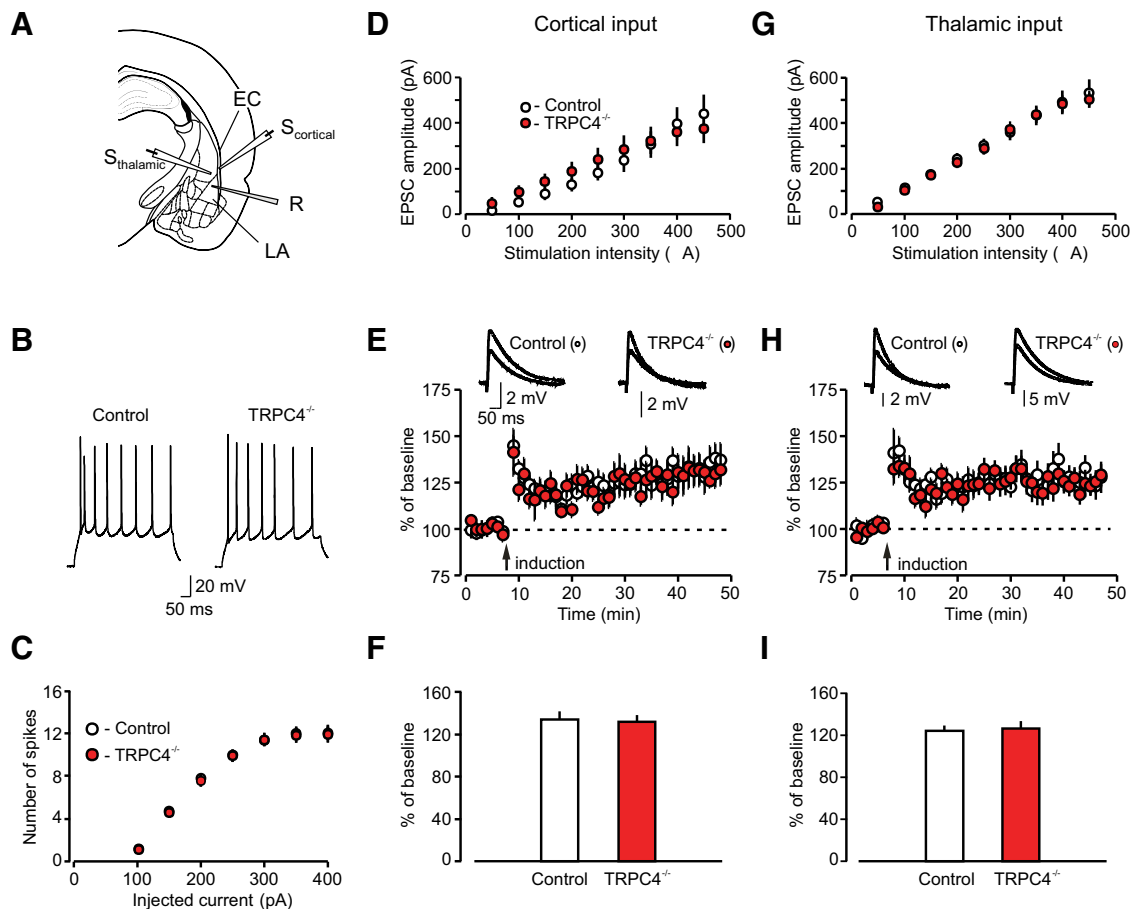 A
EC
S cortical
S thalamic
R
LA
B
Control
TRPC4-/-
20 mV
50 ms
C
16
12
8
4
0
Number of spikes
- Control
- TRPC4-/-
0 100 200 300 400
Injected current (pA)
D
Cortical input
600
400
200
0
EPSC amplitude (pA)
- Control
- TRPC4-/-
0 100 200 300 400 500
Stimulation intensity ( A)
E
Control ( )
TRPC4-/- ( )
2 mV
50 ms
2 mV
175
150
125
100
75
% of baseline
induction
0 10 20 30 40 50
Time (min)
F
160
120
80
40
0
% of baseline
Control TRPC4-/-
G
Thalamic input
600
400
200
0
EPSC amplitude (pA)
0 100 200 300 400 500
Stimulation intensity ( A)
H
Control ( )
TRPC4-/- ( )
2 mV
5 mV
175
150
125
100
75
% of baseline
induction
0 10 20 30 40 50
Time (min)
I
160
120
80
40
0
% of baseline
Control TRPC4-/-